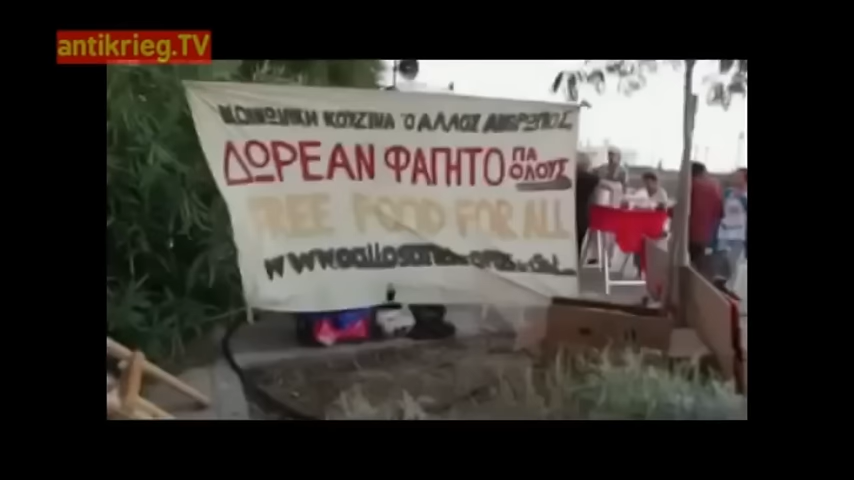 antikrieg.TV
ΚΟΙΝΩΝΙΚΗ ΚΟΥΖΙΝΑ Ό ΑΛΛΟΣ ΑΝΘΡΩΠΟΣ
ΔΩΡΕΑΝ ΦΑΓΗΤΟ ΓΙΑ ΟΛΟΥΣ
FREE FOOD FOR ALL